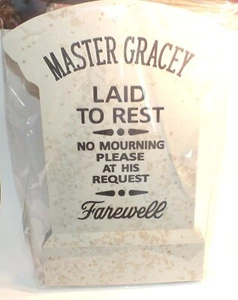 MASTER GRACEY
LAID
TO REST
NO MOURNING
PLEASE
AT HIS
REQUEST
Farewell